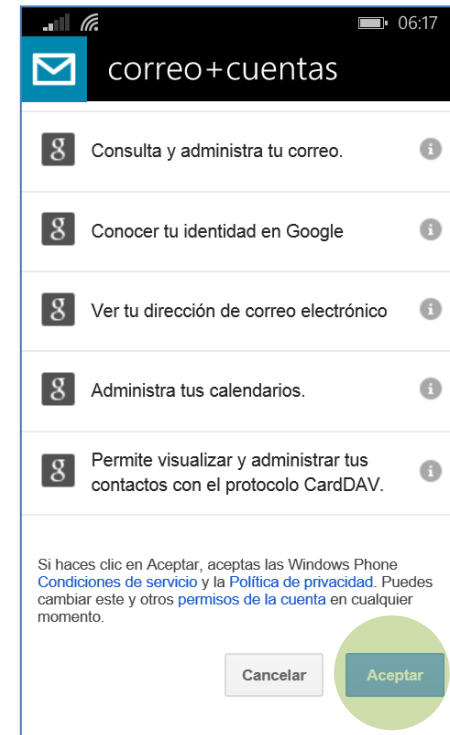 06:17
correo+cuentas
g Consulta y administra tu correo. i
g Conocer tu identidad en Google i
g Ver tu dirección de correo electrónico i
g Administra tus calendarios. i
g Permite visualizar y administrar tus
contactos con el protocolo CardDAV. i
Si haces clic en Aceptar, aceptas las Windows Phone
Condiciones de servicio y la Política de privacidad. Puedes
cambiar este y otros permisos de la cuenta en cualquier
momento.
Cancelar Aceptar